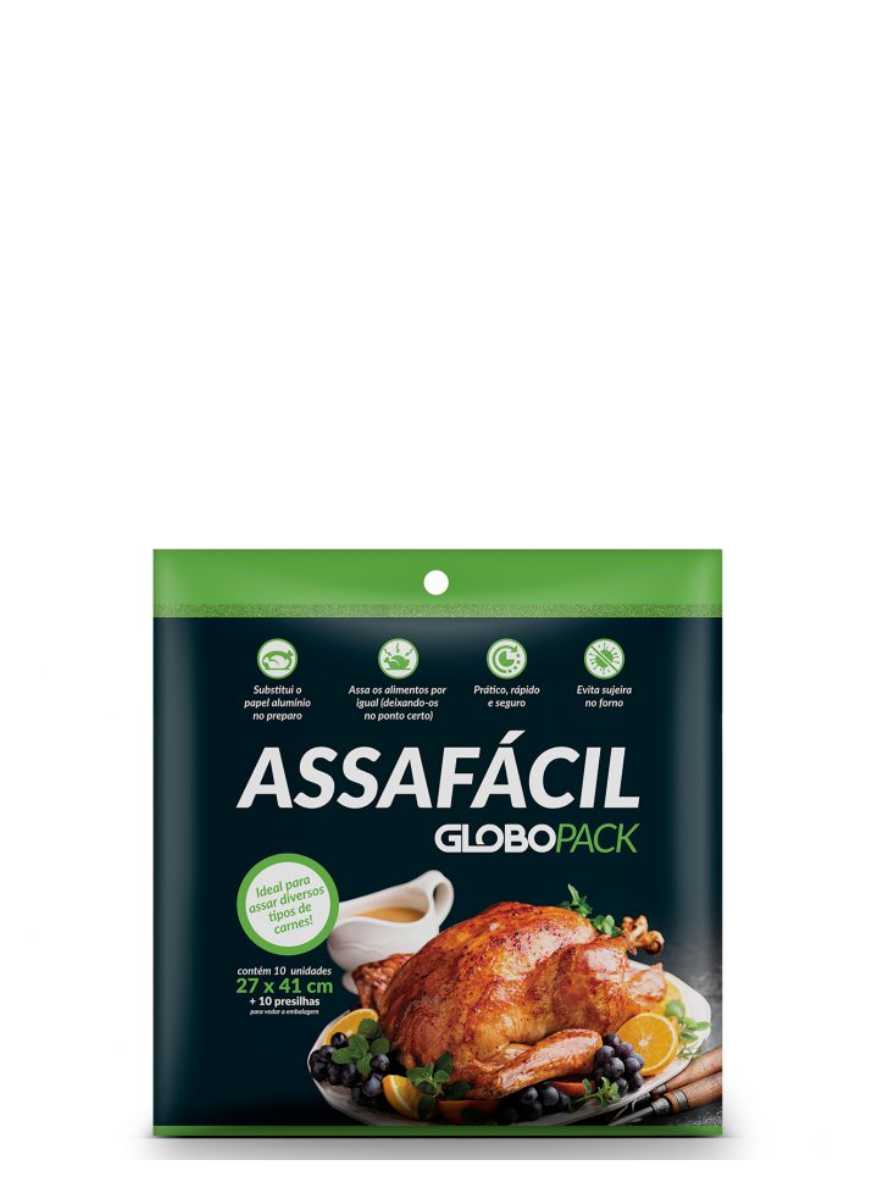 Substitui o
papel alumínio
no preparo
Assa os alimentos por
igual (deixando-os
no ponto certo)
Prático, rápido
e seguro
Evita sujeira
no forno
ASSAFÁCIL
GLOBOPACK
Ideal para
assar diversos
tipos de
carnes!
contém 10 unidades
27 x 41 cm
+ 10 presilhas
para vedar a embalagem